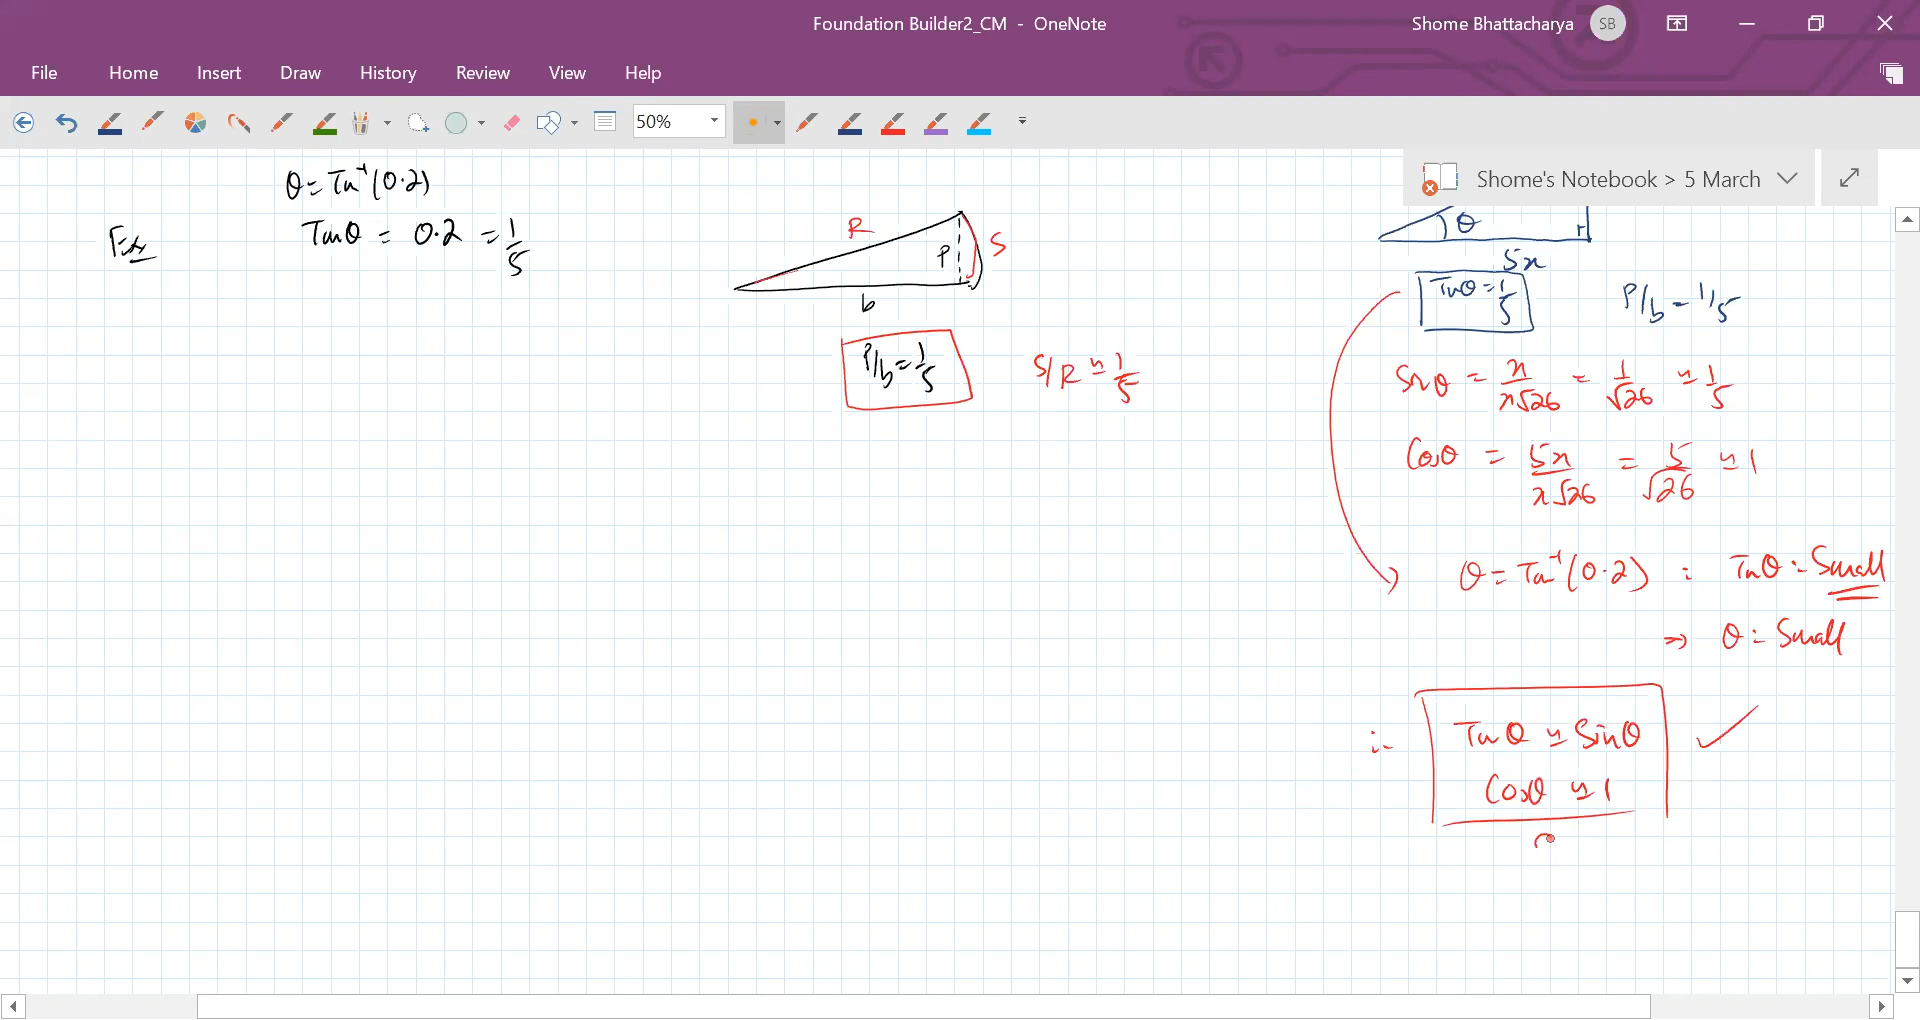 Foundation Builder2_CM - OneNote
Shome Bhattacharya SB
File Home Insert Draw History Review View Help
50%
Shome's Notebook > 5 March
θ = Tan⁻¹(0.2)
Ex
Tanθ = 0.2 = 1/5
R
P
S
b
P/b = 1/5
S/R ≃ 1/5
θ
5x
Tanθ = 1/5
P/b = 1/5
Sinθ = x/x√26 = 1/√26 ≃ 1/5
Cosθ = 5x/x√26 = 5/√26 ≃ 1
θ = Tan⁻¹(0.2) : Tanθ :- Small
⇒ θ :- Small
:- Tanθ ≃ Sinθ
Cosθ ≃ 1